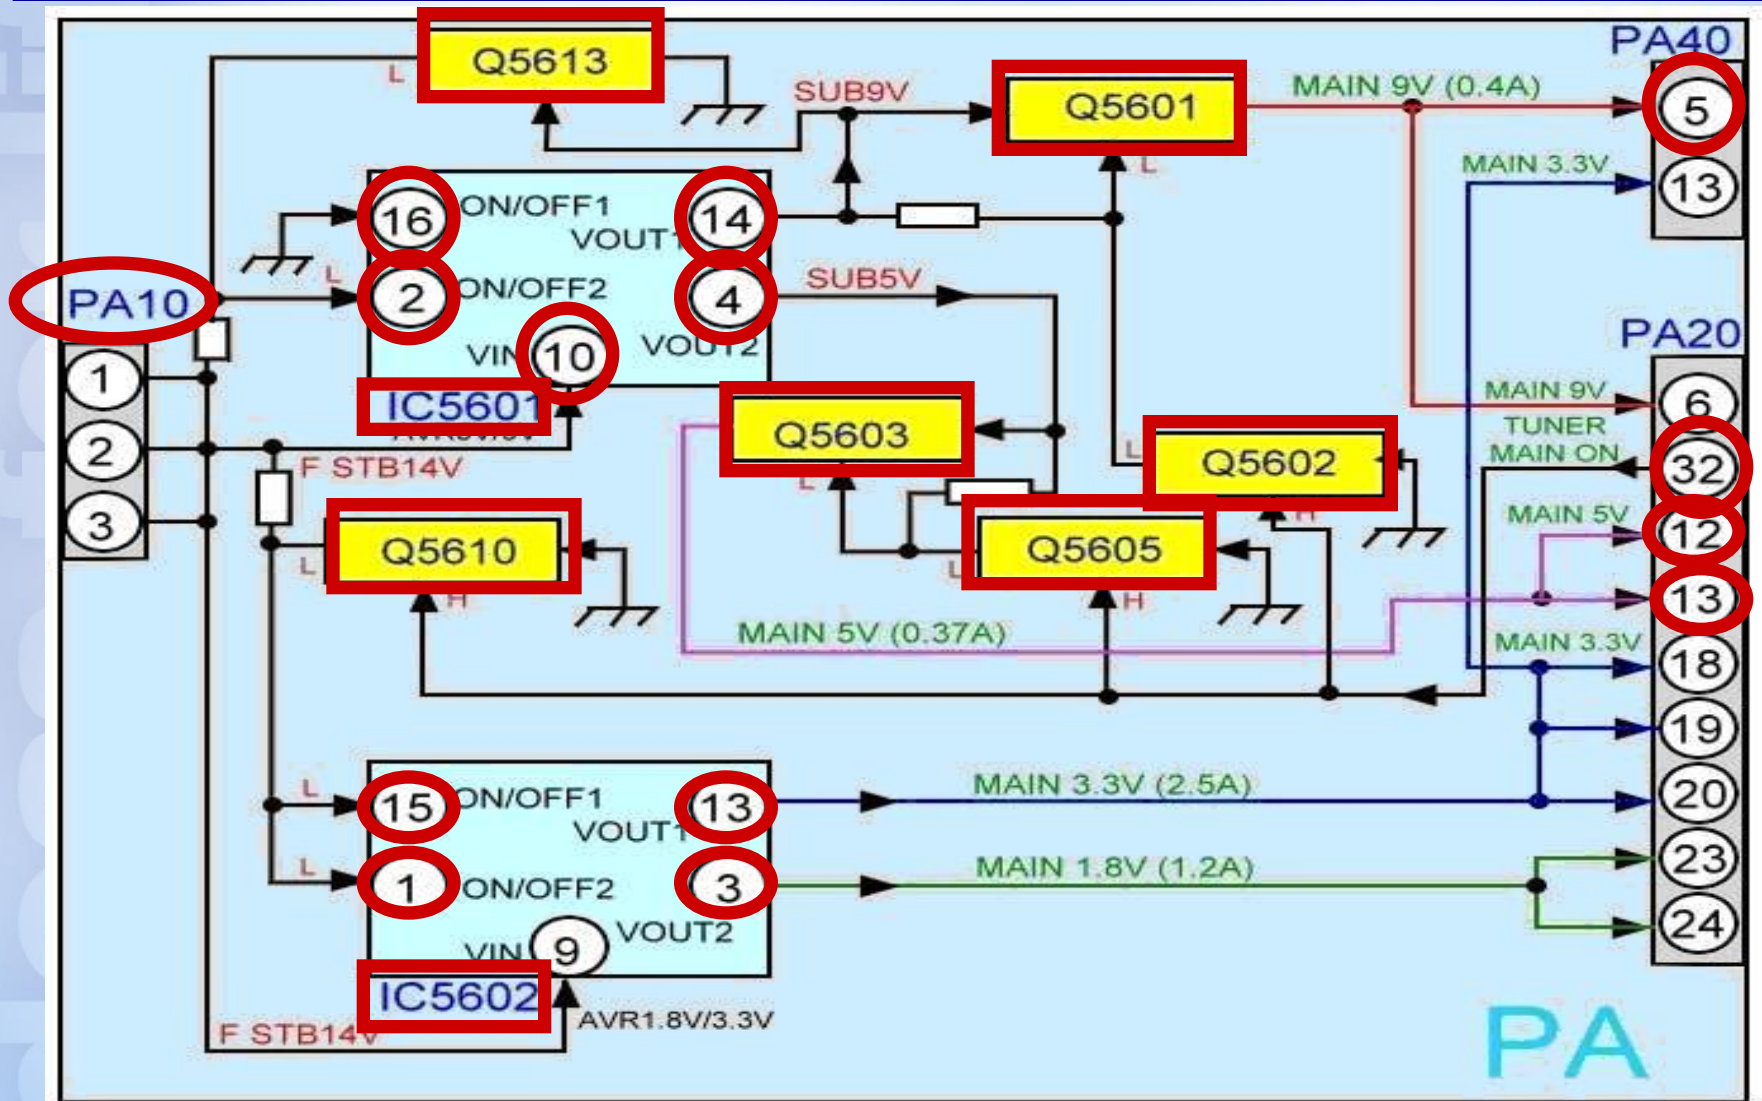 PA40
Q5613
L
SUB9V
Q5601
MAIN 9V (0.4A)
5
L
MAIN 3.3V
13
16
ON/OFF1
14
VOUT1
L
PA10
2
ON/OFF2
4
SUB5V
VIN
10
VOUT2
PA20
1
IC5601
MAIN 9V
6
TUNER
MAIN ON
32
2
F STB14V
Q5603
L
Q5602
L
H
3
MAIN 5V
12
Q5610
L
H
Q5605
L
H
13
MAIN 5V (0.37A)
MAIN 3.3V
18
19
L
15
ON/OFF1
13
VOUT1
MAIN 3.3V (2.5A)
20
L
1
ON/OFF2
3
MAIN 1.8V (1.2A)
23
VIN
9
VOUT2
24
IC5602
AVR1.8V/3.3V
F STB14V
PA